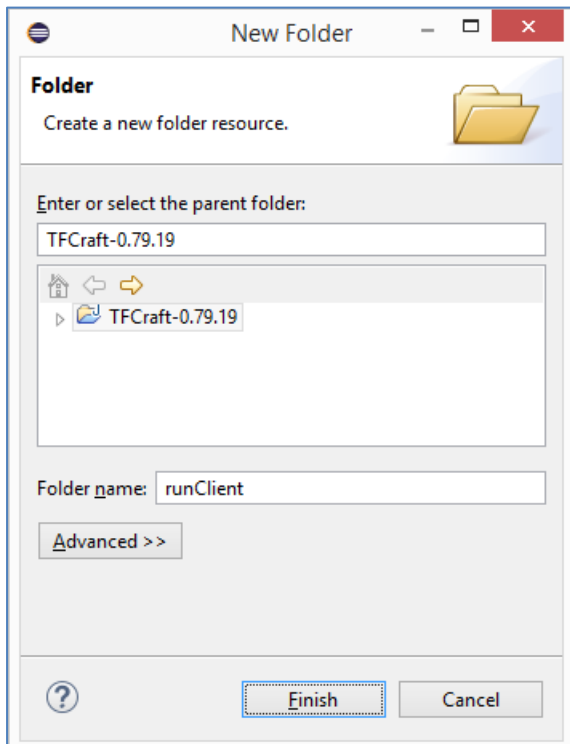 New Folder
Folder
Create a new folder resource.
Enter or select the parent folder:
TFCraft-0.79.19
TFCraft-0.79.19
Folder name: runClient
Advanced >>
? Finish Cancel